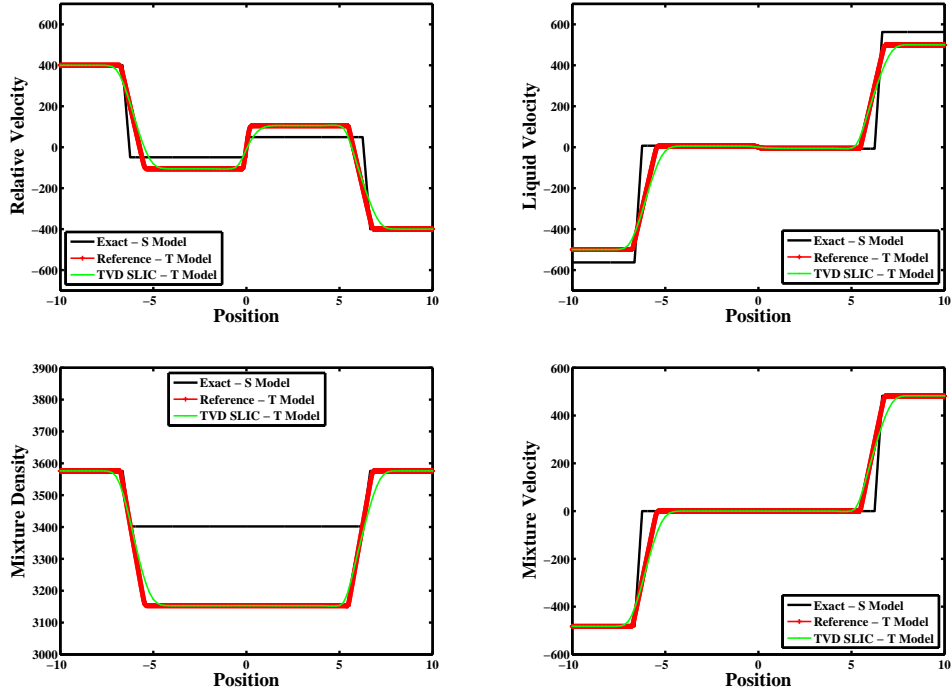 600
400
200
0
−200
−400
−600
Relative Velocity
Exact − S Model
Reference − T Model
TVD SLIC − T Model
−10
−5
0
5
10
Position
600
400
200
0
−200
−400
−600
Liquid Velocity
Exact − S Model
Reference − T Model
TVD SLIC − T Model
−10
−5
0
5
10
Position
3900
3800
3700
3600
3500
3400
3300
3200
3100
3000
Mixture Density
Exact − S Model
Reference − T Model
TVD SLIC − T Model
−10
−5
0
5
10
Position
600
400
200
0
−200
−400
−600
Mixture Velocity
Exact − S Model
Reference − T Model
TVD SLIC − T Model
−10
−5
0
5
10
Position